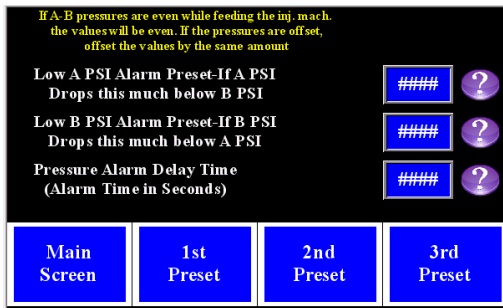 If A-B pressures are even while feeding the inj. mach.
the values will be even. If the pressures are offset,
offset the values by the same amount
Low A PSI Alarm Preset-If A PSI
Drops this much below B PSI
####
?
Low B PSI Alarm Preset-If B PSI
Drops this much below A PSI
####
?
Pressure Alarm Delay Time
(Alarm Time in Seconds)
####
?
Main
Screen
1st
Preset
2nd
Preset
3rd
Preset